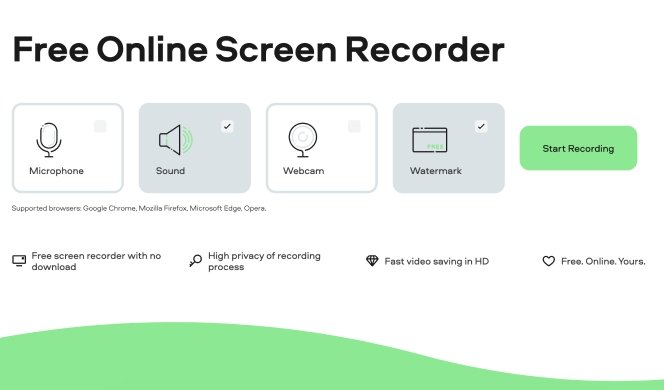 Free Online Screen Recorder
Microphone
Sound
Webcam
FREE
Watermark
Start Recording
Supported browsers: Google Chrome, Mozilla Firefox, Microsoft Edge, Opera.
Free screen recorder with no
download
High privacy of recording
process
Fast video saving in HD
Free. Online. Yours.